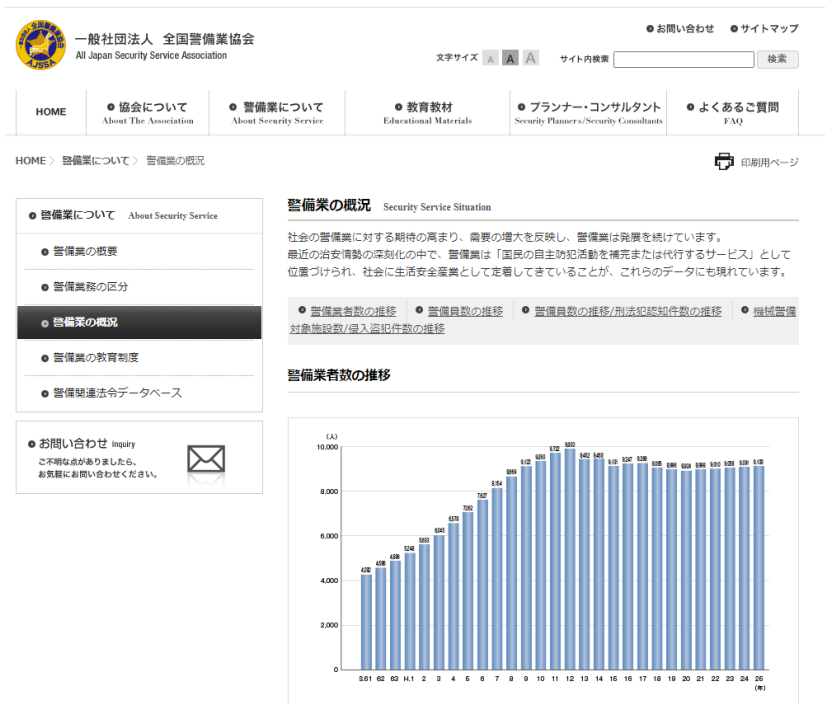 一般社団法人 全国警備業協会
All Japan Security Service Association
お問い合わせ サイトマップ
文字サイズ A A A サイト内検索 検索
HOME 協会について 警備業について 教育教材 プランナー・コンサルタント よくあるご質問
About The Association About Security Service Educational Materials Security Planners/Security Consultants FAQ
HOME〉 警備業について〉 警備業の概況
印刷用ページ
警備業について About Security Service
警備業の概要
警備業務の区分
警備業の概況
警備業の教育制度
警備関連法令データベース
お問い合わせ Inquiry
ご不明な点がありましたら、
お気軽にお問い合わせください。
警備業の概況 Security Service Situation
社会の警備業に対する期待の高まり、需要の増大を反映し、警備業は発展を続けています。
最近の治安情勢の深刻化の中で、警備業は「国民の自主防犯活動を補完または代行するサービス」として
位置づけられ、社会に生活安全産業として定着してきていることが、これらのデータにも現れています。
警備業者数の推移 警備員数の推移 警備員数の推移/刑法犯認知件数の推移 機械警備
対象施設数/侵入盗犯件数の推移
警備業者数の推移
(人)
10,000
8,000
6,000
4,000
2,000
0
S.61 62 63 H.1 2 3 4 5 6 7 8 9 10 11 12 13 14 15 16 17 18 19 20 21 22 23 24 25
(年)